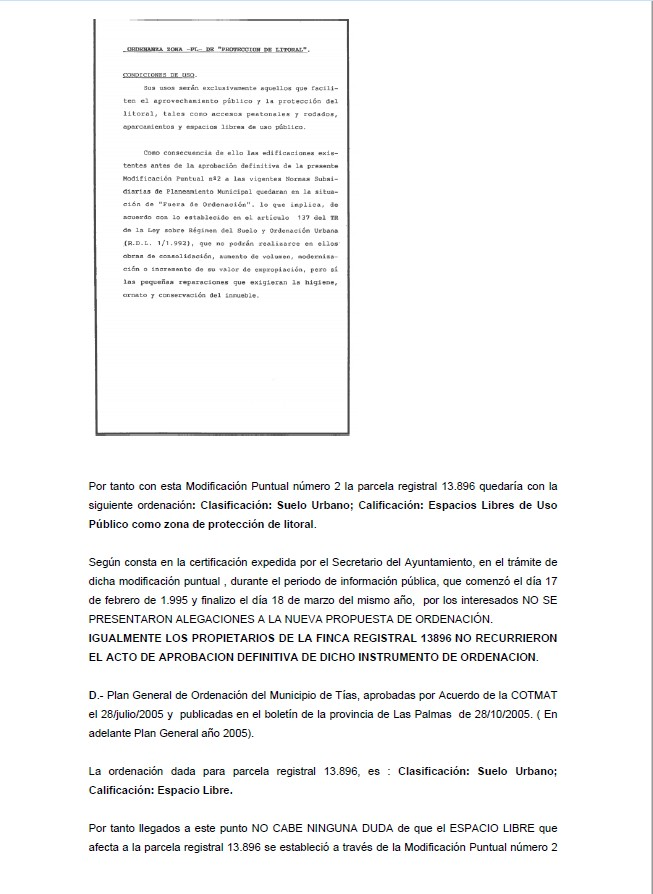 ORDENANZA ZONA -PL- DE "PROTECCION DE LITORAL".
CONDICIONES DE USO.
Sus usos serán exclusivamente aquellos que facili-
ten el aprovechamiento público y la protección del
litoral, tales como accesos peatonales y rodados,
aparcamientos y espacios libres de uso público.
Como consecuencia de ello las edificaciones exis-
tentes antes de la aprobación definitiva de la presente
Modificación Puntual nº2 a las vigentes Normas Subsi-
diarias de Planeamiento Municipal quedaran en la situa-
ción de "Fuera de Ordenación", lo que implica, de
acuerdo con lo establecido en el artículo 137 del TR
de la Ley sobre Régimen del Suelo y Ordenación Urbana
(R.D.L. 1/1.992), que no podrán realizarse en ellos
obras de consolidación, aumento de volumen, moderniza-
ción o incremento de su valor de expropiación, pero sí
las pequeñas reparaciones que exigieran la higiene,
ornato y conservación del inmueble.
Por tanto con esta Modificación Puntual número 2 la parcela registral 13.896 quedaría con la
siguiente ordenación: Clasificación: Suelo Urbano; Calificación: Espacios Libres de Uso
Público como zona de protección de litoral.
Según consta en la certificación expedida por el Secretario del Ayuntamiento, en el trámite de
dicha modificación puntual , durante el periodo de información pública, que comenzó el día 17
de febrero de 1.995 y finalizo el día 18 de marzo del mismo año, por los interesados NO SE
PRESENTARON ALEGACIONES A LA NUEVA PROPUESTA DE ORDENACIÓN.
IGUALMENTE LOS PROPIETARIOS DE LA FINCA REGISTRAL 13896 NO RECURRIERON
EL ACTO DE APROBACION DEFINITIVA DE DICHO INSTRUMENTO DE ORDENACION.
D.- Plan General de Ordenación del Municipio de Tías, aprobadas por Acuerdo de la COTMAT
el 28/julio/2005 y publicadas en el boletín de la provincia de Las Palmas de 28/10/2005. ( En
adelante Plan General año 2005).
La ordenación dada para parcela registral 13.896, es : Clasificación: Suelo Urbano;
Calificación: Espacio Libre.
Por tanto llegados a este punto NO CABE NINGUNA DUDA de que el ESPACIO LIBRE que
afecta a la parcela registral 13.896 se estableció a través de la Modificación Puntual número 2